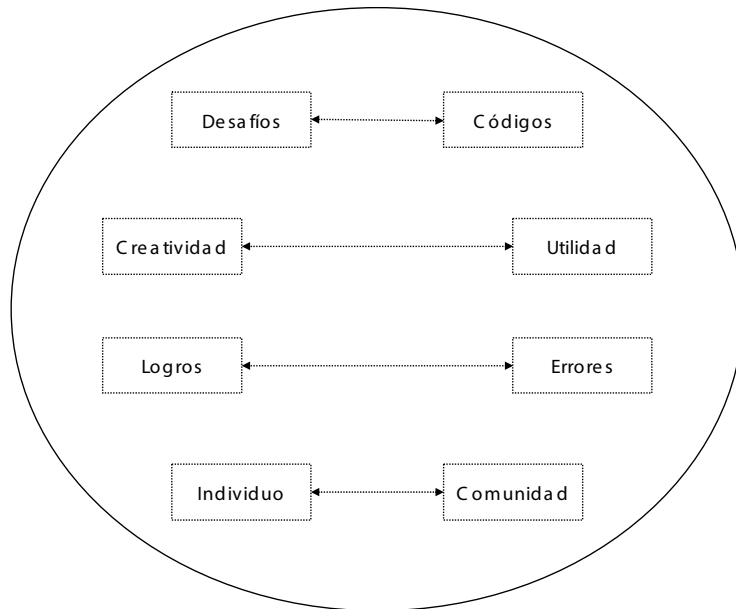 Desafíos
Códigos
Creatividad
Utilidad
Logros
Errores
Individuo
Comunidad